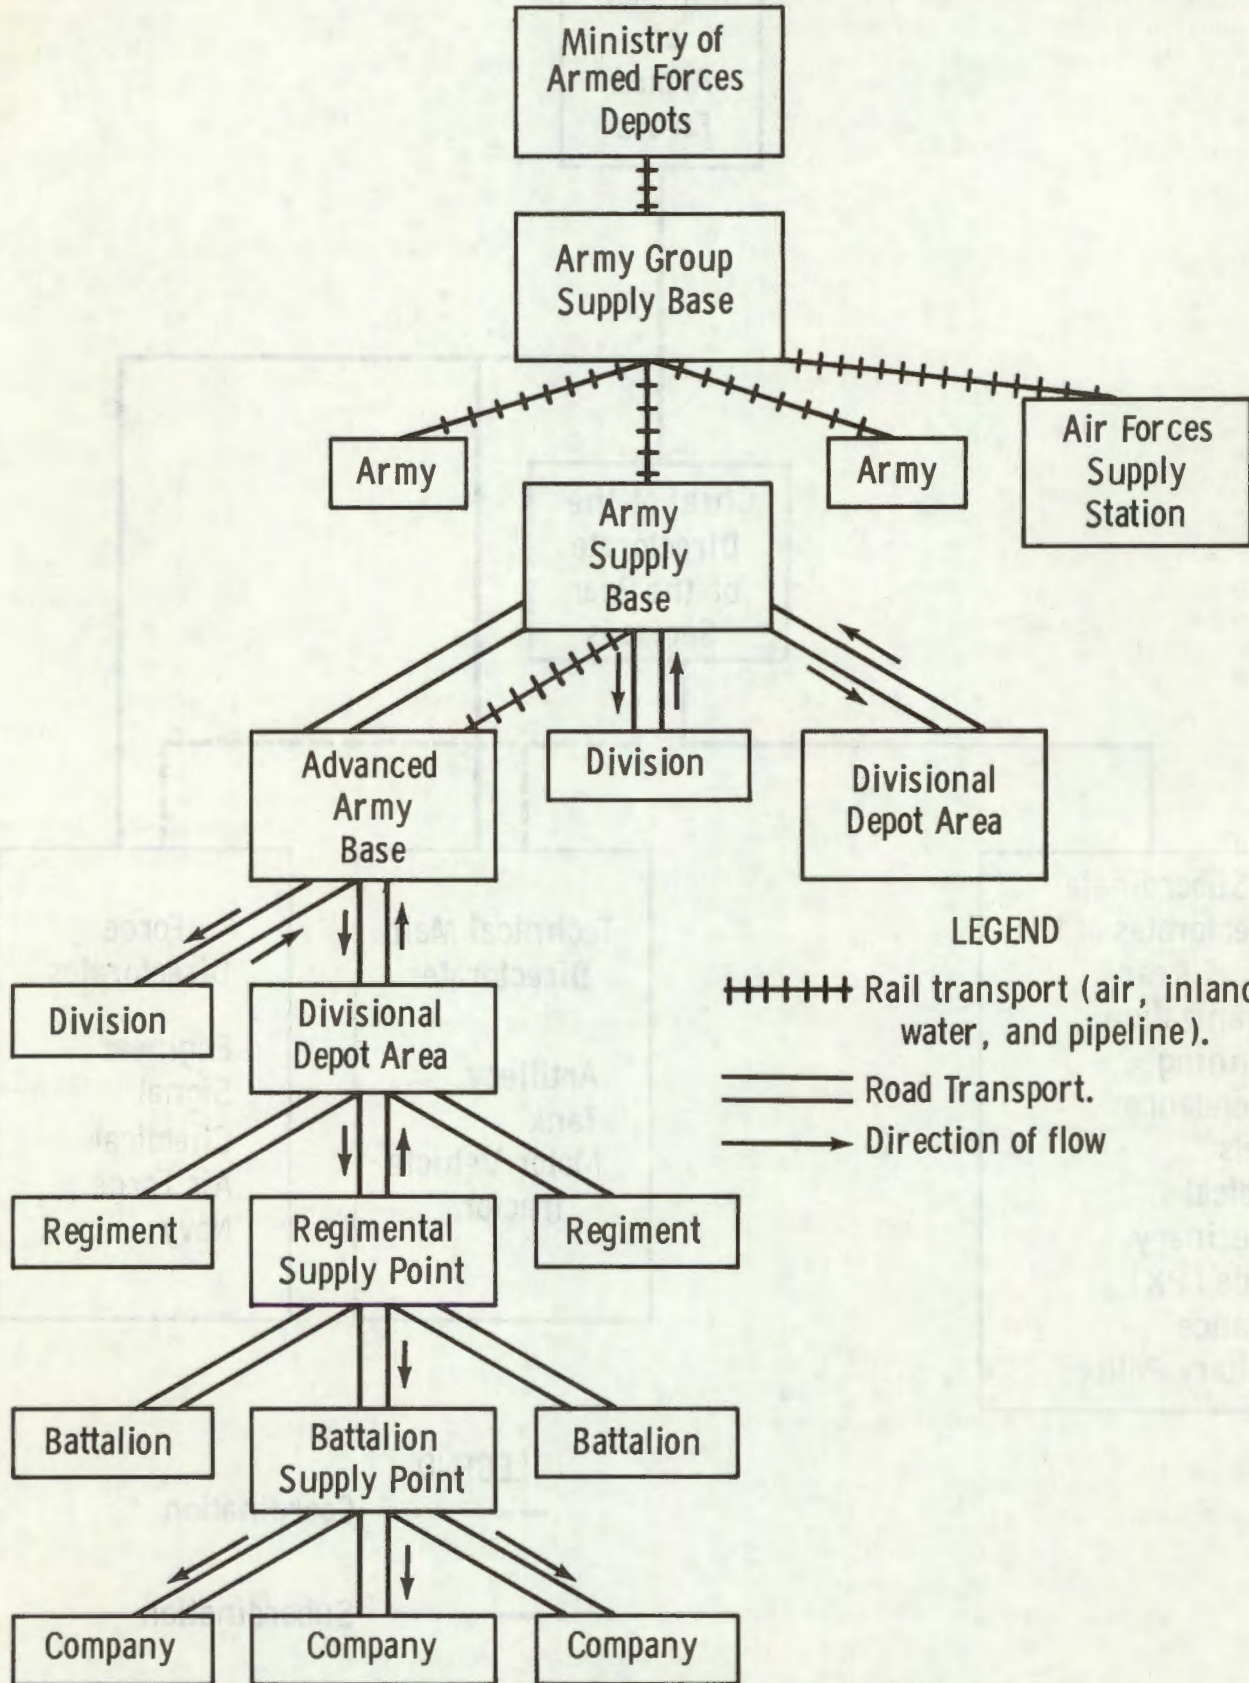 Ministry of
Armed Forces
Depots
Army Group
Supply Base
Army
Army
Air Forces
Supply
Station
Army
Supply
Base
Advanced
Army
Base
Division
Divisional
Depot Area
LEGEND
Rail transport (air, inland
water, and pipeline).
Road Transport.
Direction of flow
Division
Divisional
Depot Area
Regiment
Regimental
Supply Point
Regiment
Battalion
Battalion
Supply Point
Battalion
Company
Company
Company